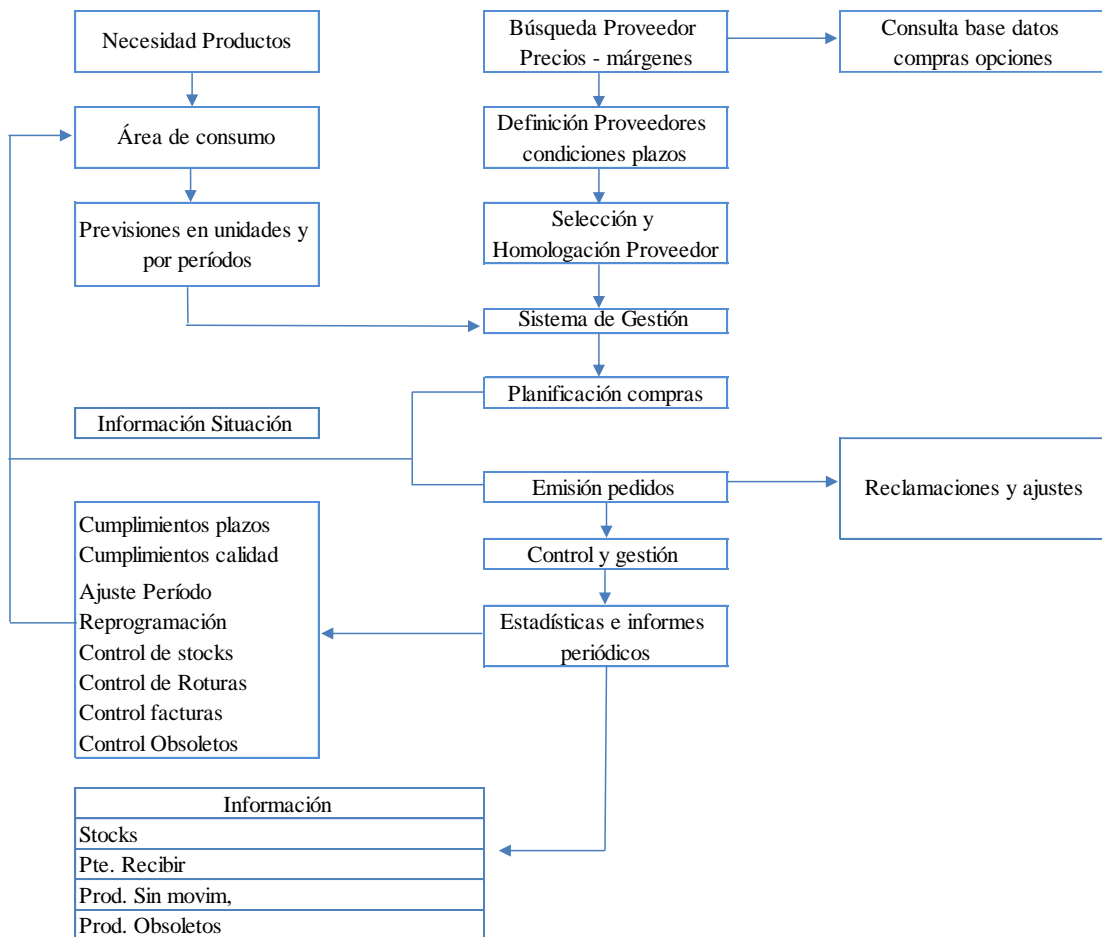 Necesidad Productos
Búsqueda Proveedor
Precios - márgenes
Consulta base datos
compras opciones
Área de consumo
Definición Proveedores
condiciones plazos
Previsiones en unidades y
por períodos
Selección y
Homologación Proveedor
Sistema de Gestión
Planificación compras
Información Situación
Emisión pedidos
Reclamaciones y ajustes
Control y gestión
Estadísticas e informes
periódicos
Cumplimientos plazos
Cumplimientos calidad
Ajuste Período
Reprogramación
Control de stocks
Control de Roturas
Control facturas
Control Obsoletos
Información
Stocks
Pte. Recibir
Prod. Sin movim,
Prod. Obsoletos